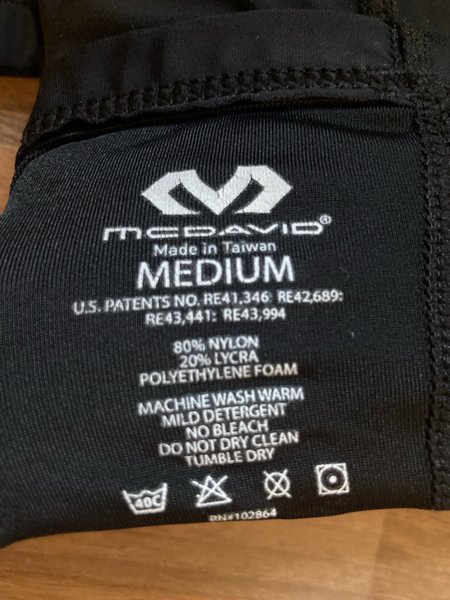 McDAVID®
Made in Taiwan
MEDIUM
U.S. PATENTS NO. RE41,346 RE42,689:
RE43,441: RE43,994
80% NYLON
20% LYCRA
POLYETHYLENE FOAM
MACHINE WASH WARM
MILD DETERGENT
NO BLEACH
DO NOT DRY CLEAN
TUMBLE DRY
40C
RN#102864